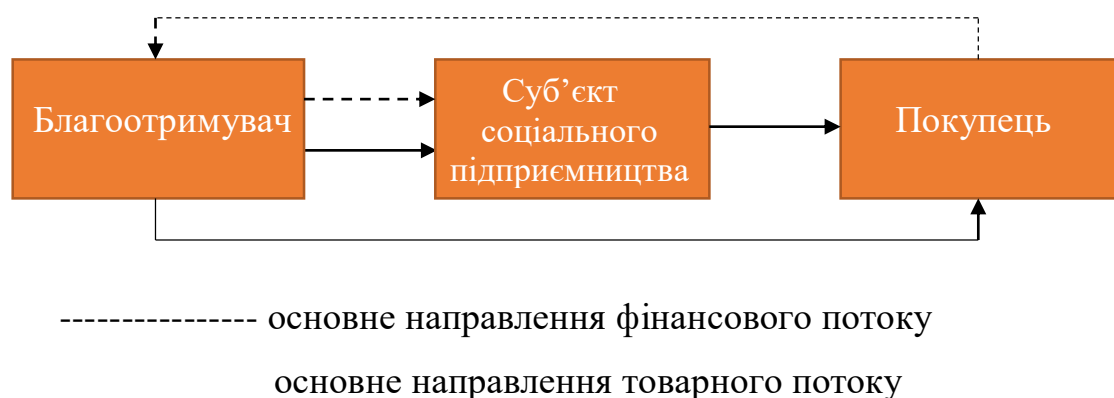 Благоотримувач
Суб’єкт
соціального
підприємництва
Покупець
---------------- основне направлення фінансового потоку
основне направлення товарного потоку